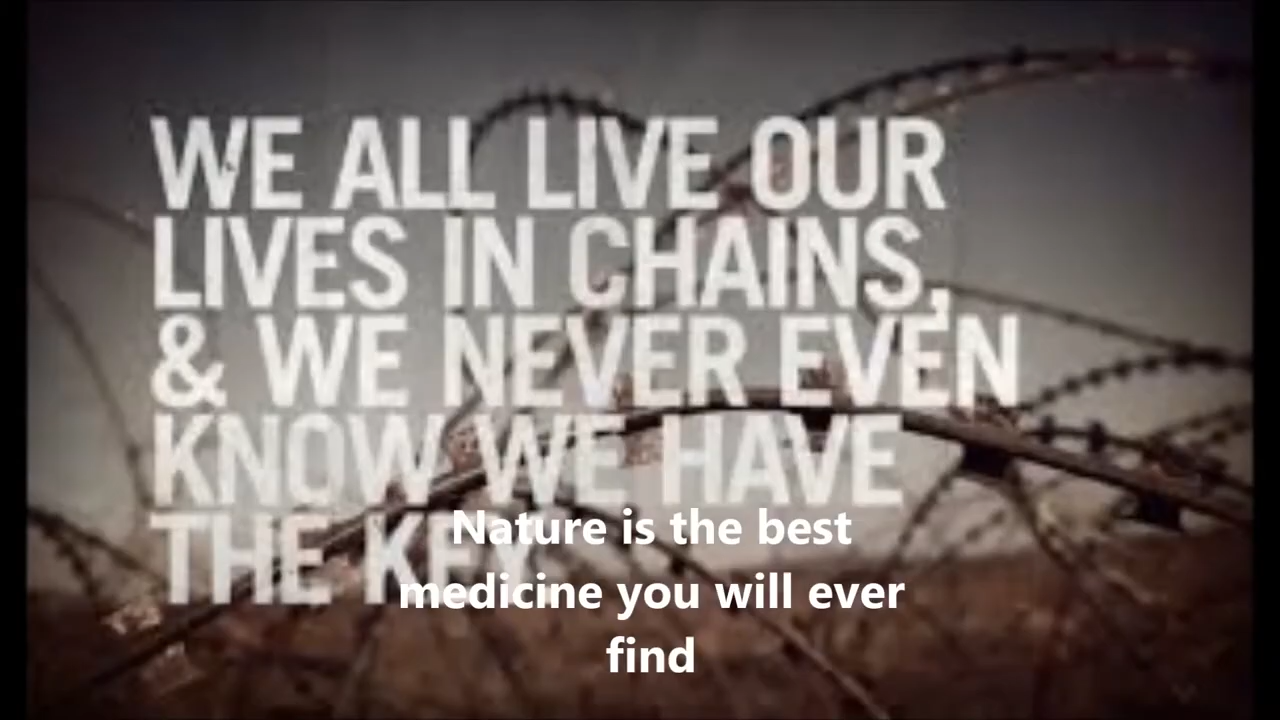 WE ALL LIVE OUR
LIVES IN CHAINS,
& WE NEVER EVEN
KNOW WE HAVE
THE KEY
Nature is the best
medicine you will ever
find